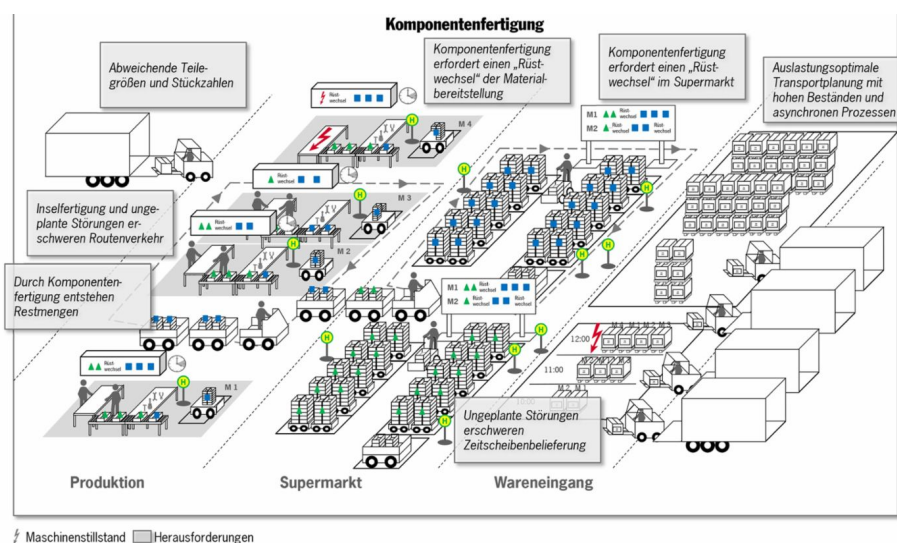 Komponentenfertigung
Abweichende Teile-
größen und Stückzahlen
Komponentenfertigung
erfordert einen „Rüst-
wechsel“ der Material-
bereitstellung
Komponentenfertigung
erfordert einen „Rüst-
wechsel“ im Supermarkt
Auslastungsoptimale
Transportplanung mit
hohen Beständen und
asynchronen Prozessen
Rüst-
wechsel
H
M 4
M1 Rüst-
wechsel
M2 Rüst-
wechsel Rüst-
wechsel
Rüst-
wechsel
H
M 3
H
H
Inselfertigung und unge-
plante Störungen er-
schweren Routenverkehr
Rüst-
wechsel
H
M 2
H
H
Durch Komponenten-
fertigung entstehen
Restmengen
M1 Rüst-
wechsel
M2 Rüst-
wechsel Rüst-
wechsel
H
H
H
12:00
11:00
Rüst-
wechsel
H
M 1
H
Ungeplante Störungen
erschweren
Zeitscheibenbelieferung
Produktion
Supermarkt
Wareneingang
Maschinenstillstand Herausforderungen